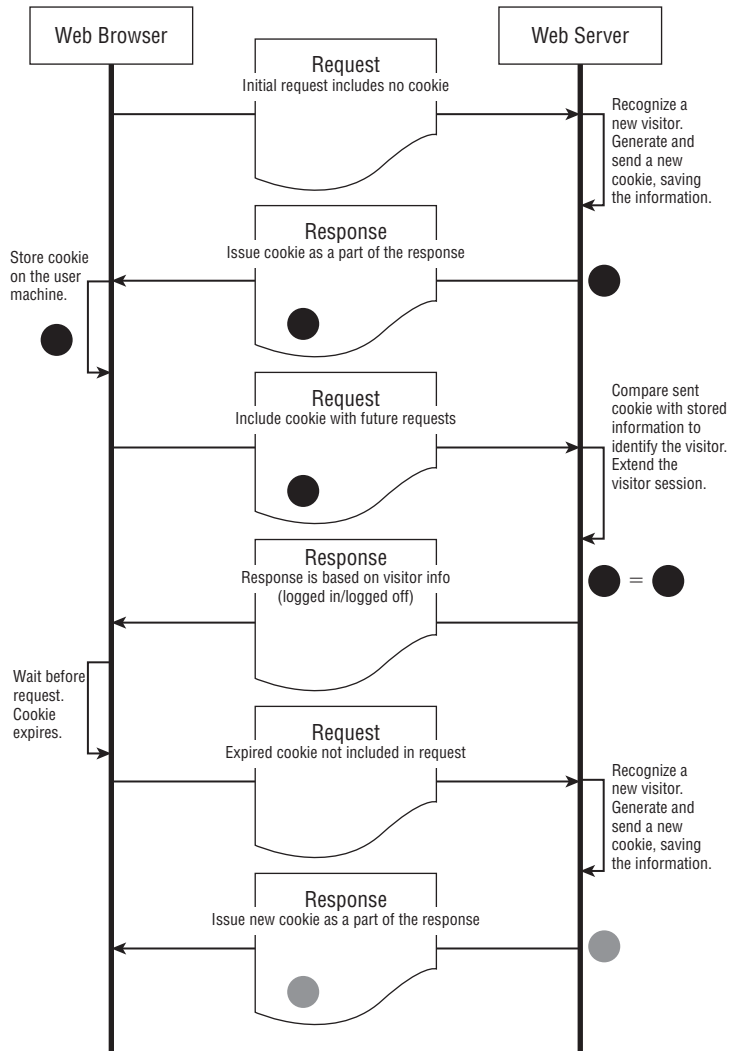 Web Browser
Web Server
Request
Initial request includes no cookie
Recognize a
new visitor.
Generate and
send a new
cookie, saving
the information.
Response
Issue cookie as a part of the response
Store cookie
on the user
machine.
Request
Include cookie with future requests
Compare sent
cookie with stored
information to
identify the visitor.
Extend the
visitor session.
Response
Response is based on visitor info
(logged in/logged off)
=
Wait before
request.
Cookie
expires.
Request
Expired cookie not included in request
Recognize a
new visitor.
Generate and
send a new
cookie, saving
the information.
Response
Issue new cookie as a part of the response